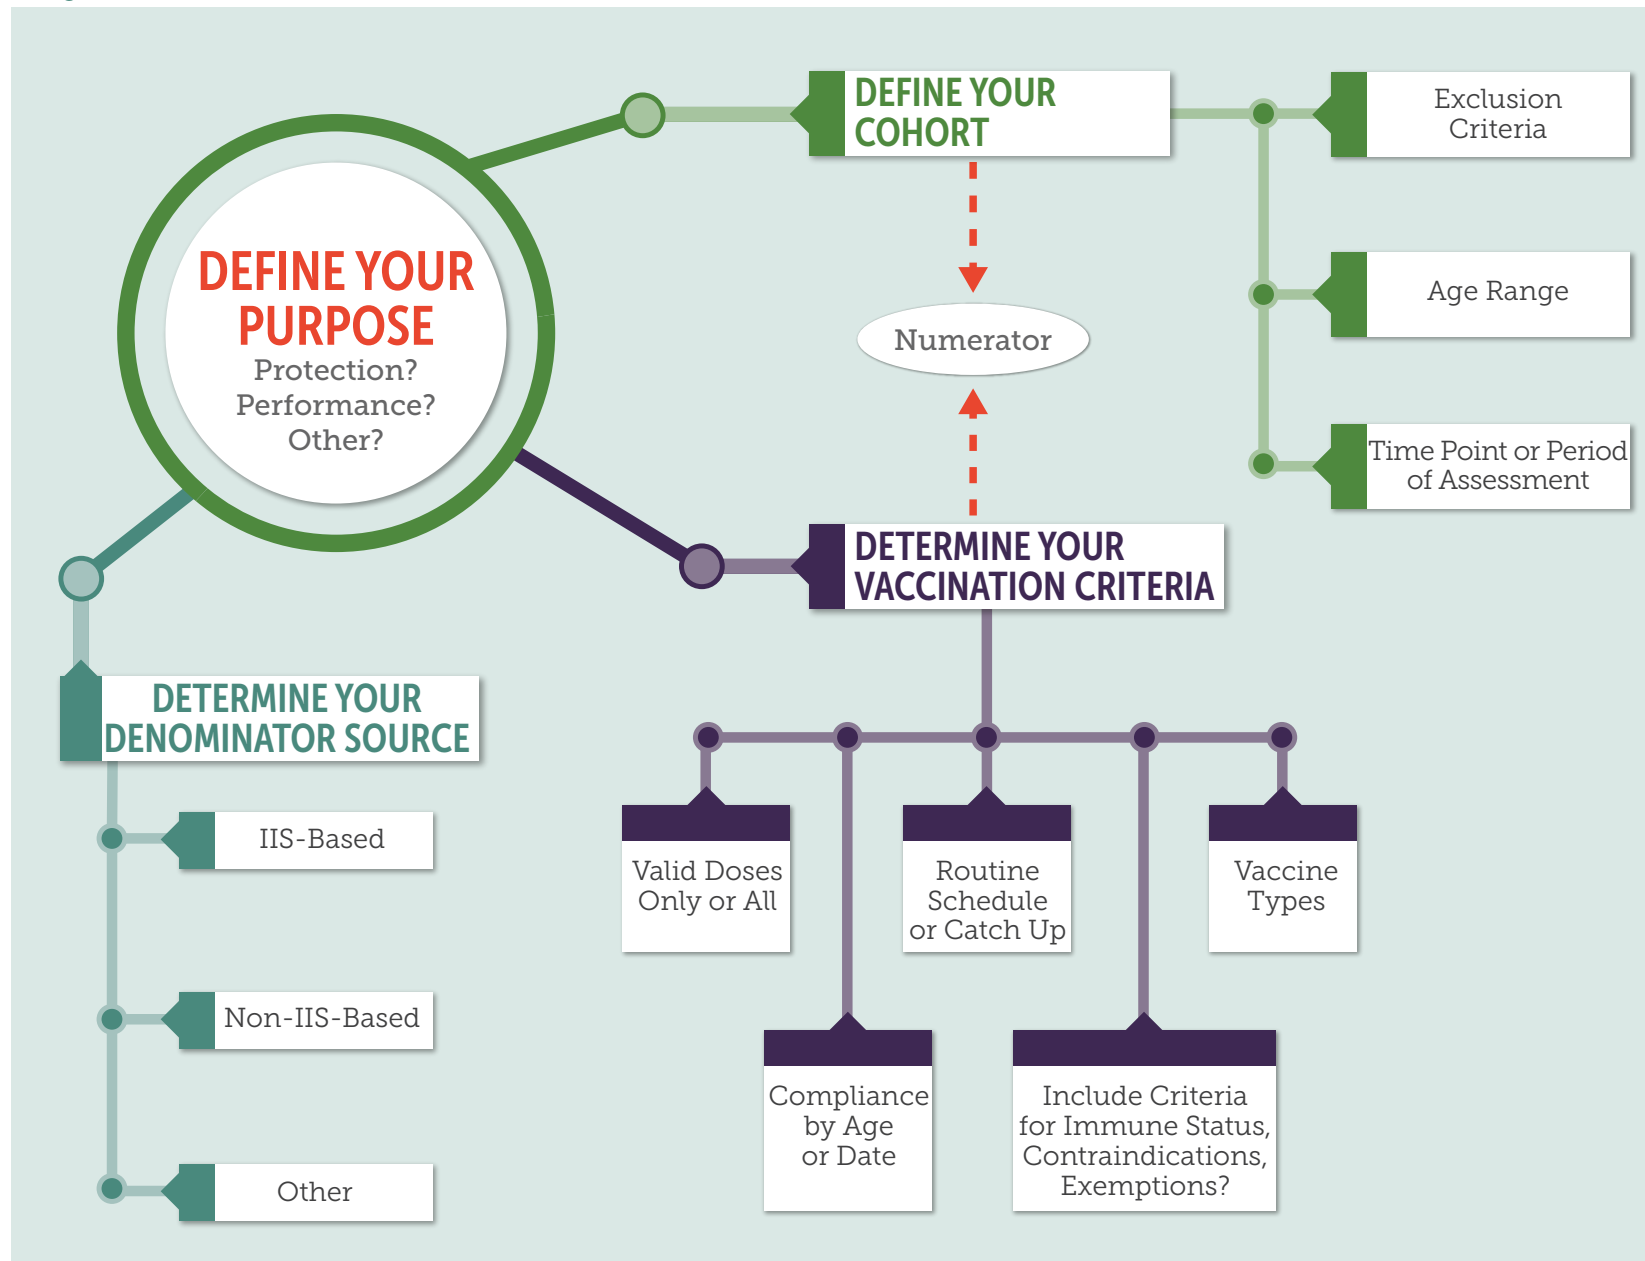 DEFINE YOUR
PURPOSE
Protection?
Performance?
Other?
DEFINE YOUR
COHORT
Exclusion
Criteria
Age Range
Time Point or Period
of Assessment
Numerator
DETERMINE YOUR
VACCINATION CRITERIA
Valid Doses
Only or All
Compliance
by Age
or Date
Routine
Schedule
or Catch Up
Include Criteria
for Immune Status,
Contraindications,
Exemptions?
Vaccine
Types
DETERMINE YOUR
DENOMINATOR SOURCE
IIS-Based
Non-IIS-Based
Other